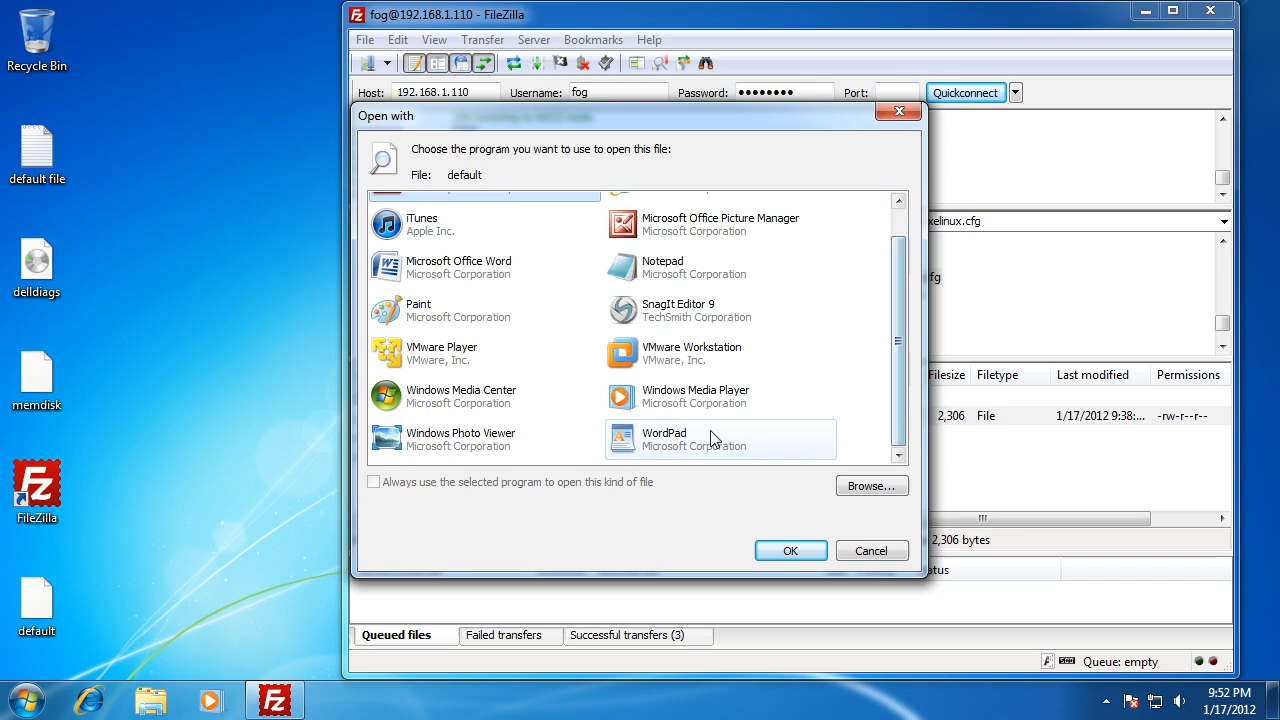 Recycle Bin
default file
delldiags
memdisk
FileZilla
default
fog@192.168.1.110 - FileZilla
File Edit View Transfer Server Bookmarks Help
Host: 192.168.1.110 Username: fog Password: ●●●●●●●● Port: Quickconnect
Open with
Choose the program you want to use to open this file:
File: default
iTunes
Apple Inc.
Microsoft Office Picture Manager
Microsoft Corporation
Microsoft Office Word
Microsoft Corporation
Notepad
Microsoft Corporation
Paint
Microsoft Corporation
SnagIt Editor 9
TechSmith Corporation
VMware Player
VMware, Inc.
VMware Workstation
VMware, Inc.
Windows Media Center
Microsoft Corporation
Windows Media Player
Microsoft Corporation
Windows Photo Viewer
Microsoft Corporation
WordPad
Microsoft Corporation
Always use the selected program to open this kind of file
Browse...
OK
Cancel
xelinux.cfg
fg
Filesize Filetype Last modified Permissions
2,306 File 1/17/2012 9:38:... -rw-r--r--
2,306 bytes
atus
Queued files Failed transfers Successful transfers (3)
Queue: empty
9:52 PM
1/17/2012